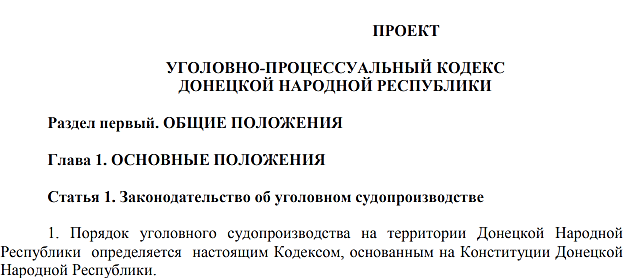 ПРОЕКТ
УГОЛОВНО-ПРОЦЕССУАЛЬНЫЙ КОДЕКС
ДОНЕЦКОЙ НАРОДНОЙ РЕСПУБЛИКИ
Раздел первый. ОБЩИЕ ПОЛОЖЕНИЯ
Глава 1. ОСНОВНЫЕ ПОЛОЖЕНИЯ
Статья 1. Законодательство об уголовном судопроизводстве
1. Порядок уголовного судопроизводства на территории Донецкой Народной
Республики определяется настоящим Кодексом, основанным на Конституции Донецкой
Народной Республики.